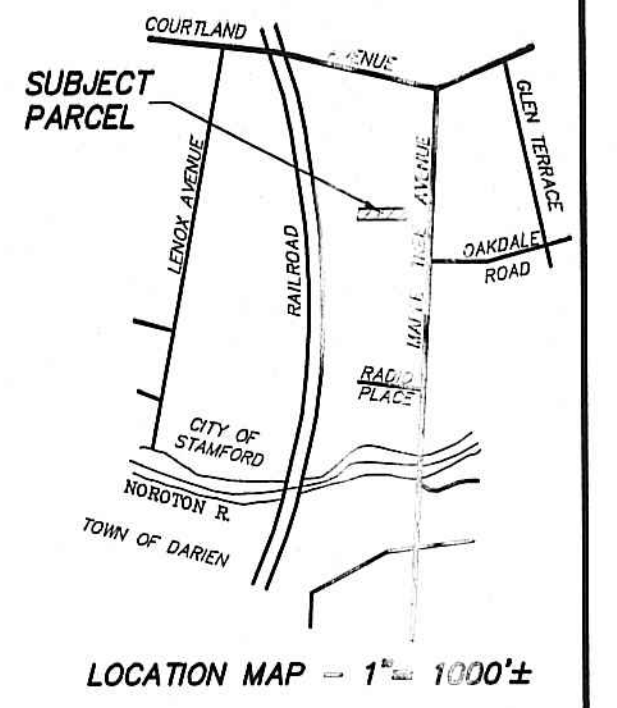 COURTLAND
AVENUE
SUBJECT
PARCEL
LENOX AVENUE
RAILROAD
AVENUE
GLEN TERRACE
OAKDALE
ROAD
RADIO
PLACE
CITY OF
STAMFORD
NOROTON R.
TOWN OF DARIEN
LOCATION MAP - 1" = 1000'±